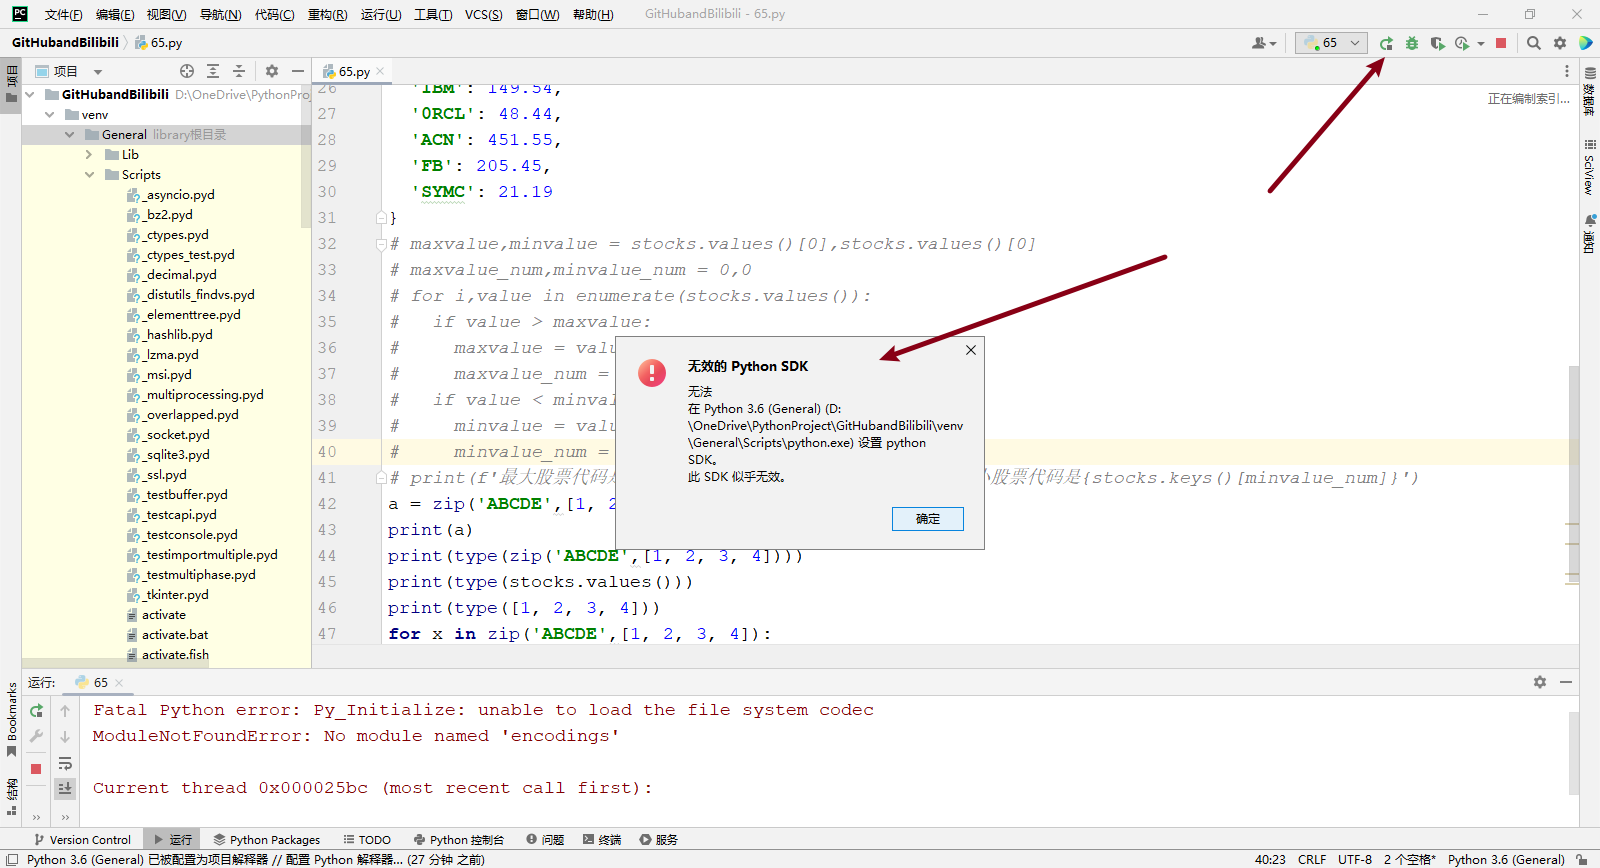 PC 文件(F) 编辑(E) 视图(V) 导航(N) 代码(C) 重构(R) 运行(U) 工具(T) VCS(S) 窗口(W) 帮助(H) GitHubandBilibili - 65.py
GitHubandBilibili 65.py 65
项目
65.py
GitHubandBilibili D:\OneDrive\PythonProj
venv
General library根目录
Lib
Scripts
_asyncio.pyd
_bz2.pyd
_ctypes.pyd
_ctypes_test.pyd
_decimal.pyd
_distutils_findvs.pyd
_elementtree.pyd
_hashlib.pyd
_lzma.pyd
_msi.pyd
_multiprocessing.pyd
_overlapped.pyd
_socket.pyd
_sqlite3.pyd
_ssl.pyd
_testbuffer.pyd
_testcapi.pyd
_testconsole.pyd
_testimportmultiple.pyd
_testmultiphase.pyd
_tkinter.pyd
activate
activate.bat
activate.fish
正在编制索引...
26 'IBM': 149.54,
27 'ORCL': 48.44,
28 'ACN': 451.55,
29 'FB': 205.45,
30 'SYMC': 21.19
31 }
32 # maxvalue,minvalue = stocks.values()[0],stocks.values()[0]
33 # maxvalue_num,minvalue_num = 0,0
34 # for i,value in enumerate(stocks.values()):
35 # if value > maxvalue:
36 # maxvalue = valu
37 # maxvalue_num =
38 # if value < minval
39 # minvalue = valu
40 # minvalue_num =
41 # print(f'最大股票代码是 小股票代码是{stocks.keys()[minvalue_num]}')
42 a = zip('ABCDE',[1, 2
43 print(a)
44 print(type(zip('ABCDE',[1, 2, 3, 4])))
45 print(type(stocks.values()))
46 print(type([1, 2, 3, 4]))
47 for x in zip('ABCDE',[1, 2, 3, 4]):
无效的 Python SDK
无法
在 Python 3.6 (General) (D:
\OneDrive\PythonProject\GitHubandBilibili\venv
\General\Scripts\python.exe) 设置 python
SDK。
此 SDK 似乎无效。
确定
项目
Bookmarks
结构
数据库
SciView
通知
运行: 65
Fatal Python error: Py_Initialize: unable to load the file system codec
ModuleNotFoundError: No module named 'encodings'
Current thread 0x000025bc (most recent call first):
Version Control 运行 Python Packages TODO Python 控制台 问题 终端 服务
Python 3.6 (General) 已被配置为项目解释器 // 配置 Python 解释器... (27 分钟 之前) 40:23 CRLF UTF-8 2 个空格* Python 3.6 (General)